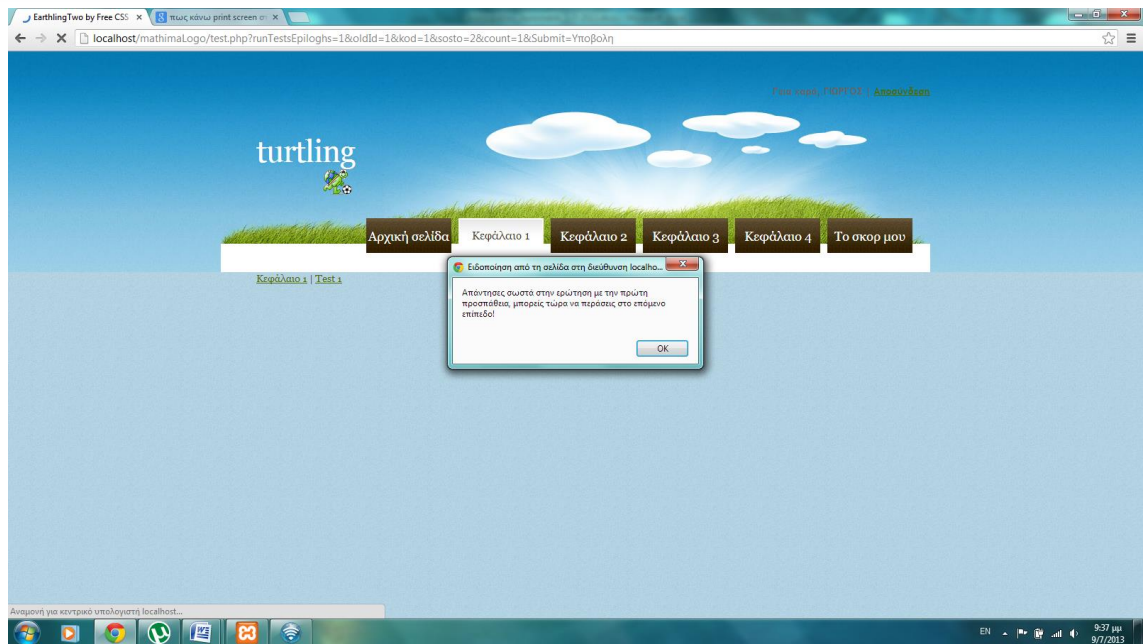 EarthlingTwo by Free CSS
πως κάνω print screen σ
localhost/mathimaLogo/test.php?runTestsEpiloghs=1&oldId=1&kod=1&sosto=2&count=1&Submit=Υποβολη
ΓΙΩΡΓΟΣ | Αποσύνδεση
turtling
Αρχική σελίδα
Κεφάλαιο 1
Κεφάλαιο 2
Κεφάλαιο 3
Κεφάλαιο 4
Το σκορ μου
Κεφάλαιο 1 | Test 1
Ειδοποίηση από τη σελίδα στη διεύθυνση localho...
Απάντησες σωστά στην ερώτηση με την πρώτη
προσπάθεια, μπορείς τώρα να περάσεις στο επόμενο
επίπεδο!
OK
Αναμονή για κεντρικό υπολογιστή localhost...
EN
9:37 μμ
9/7/2013